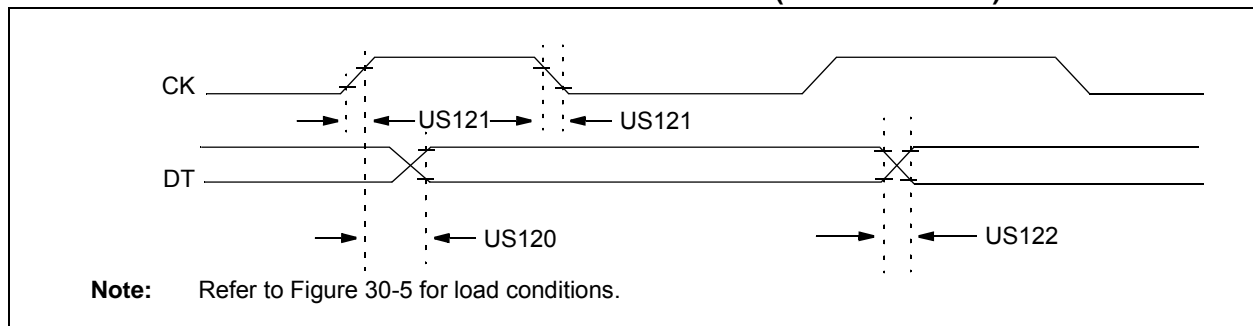 CK
US121
US121
DT
US120
US122
Note: Refer to Figure 30-5 for load conditions.